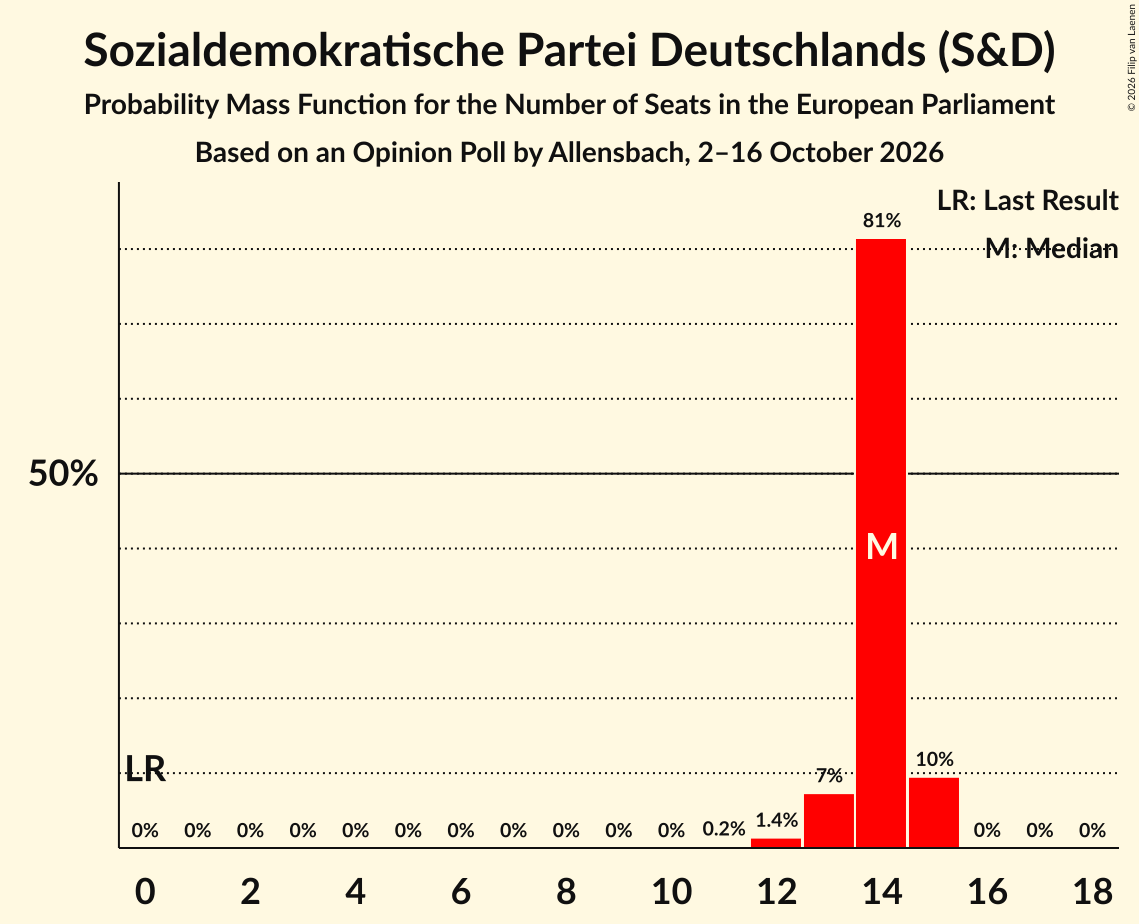 Sozialdemokratische Partei Deutschlands (S&D)
Probability Mass Function for the Number of Seats in the European Parliament
Based on an Opinion Poll by Allensbach, 2–16 October 2026
© 2026 Filip van Laenen
LR: Last Result
M: Median
81%
50%
M
LR
0% 0% 0% 0% 0% 0% 0% 0% 0% 0% 0% 0.2% 1.4% 7% 10% 0% 0% 0%
0 2 4 6 8 10 12 14 16 18